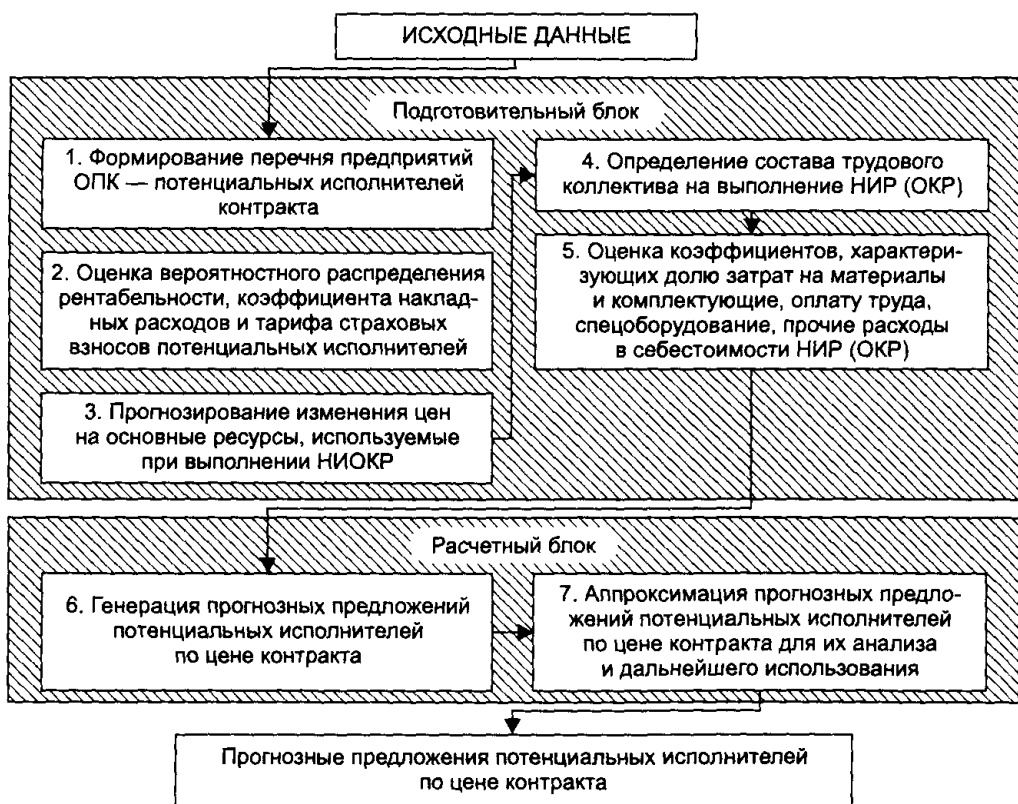 ИСХОДНЫЕ ДАННЫЕ
Подготовительный блок
1. Формирование перечня предприятий
ОПК — потенциальных исполнителей
контракта
2. Оценка вероятностного распределения
рентабельности, коэффициента наклад-
ных расходов и тарифа страховых
взносов потенциальных исполнителей
3. Прогнозирование изменения цен
на основные ресурсы, используемые
при выполнении НИОКР
4. Определение состава трудового
коллектива на выполнение НИР (ОКР)
5. Оценка коэффициентов, характери-
зующих долю затрат на материалы
и комплектующие, оплату труда,
спецоборудование, прочие расходы
в себестоимости НИР (ОКР)
Расчетный блок
6. Генерация прогнозных предложений
потенциальных исполнителей
по цене контракта
7. Аппроксимация прогнозных предло-
жений потенциальных исполнителей
по цене контракта для их анализа
и дальнейшего использования
Прогнозные предложения потенциальных исполнителей
по цене контракта